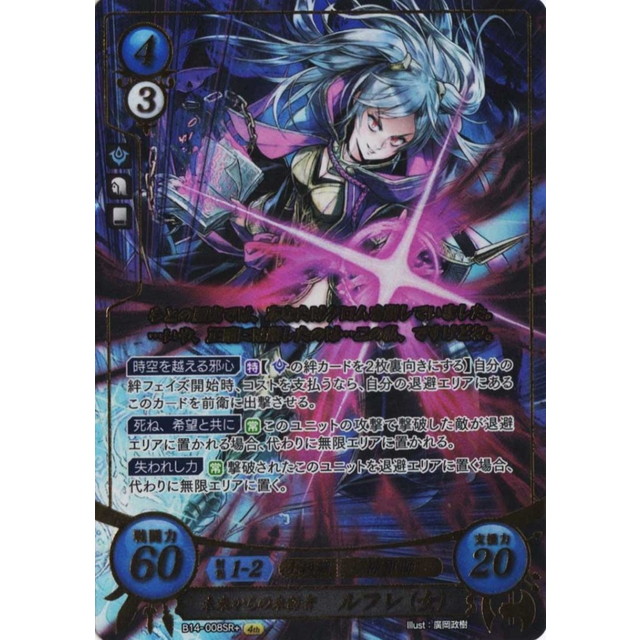 4
3
時空を越える邪心 特【の絆カードを2枚裏向きにする】自分の
絆フェイズ開始時、コストを支払うなら、自分の退避エリアにある
このカードを前衛に出撃させる。
死ね、希望と共に 常 このユニットの攻撃で撃破した敵が退避
エリアに置かれる場合、代わりに無限エリアに置かれる。
失われし力 常 撃破されたこのユニットを退避エリアに置く場合、
代わりに無限エリアに置く。
戦闘力
60
射程 1-2
支援力
20
ルフレ(女)
B14-008SR+ 4th
Illust:廣岡政樹